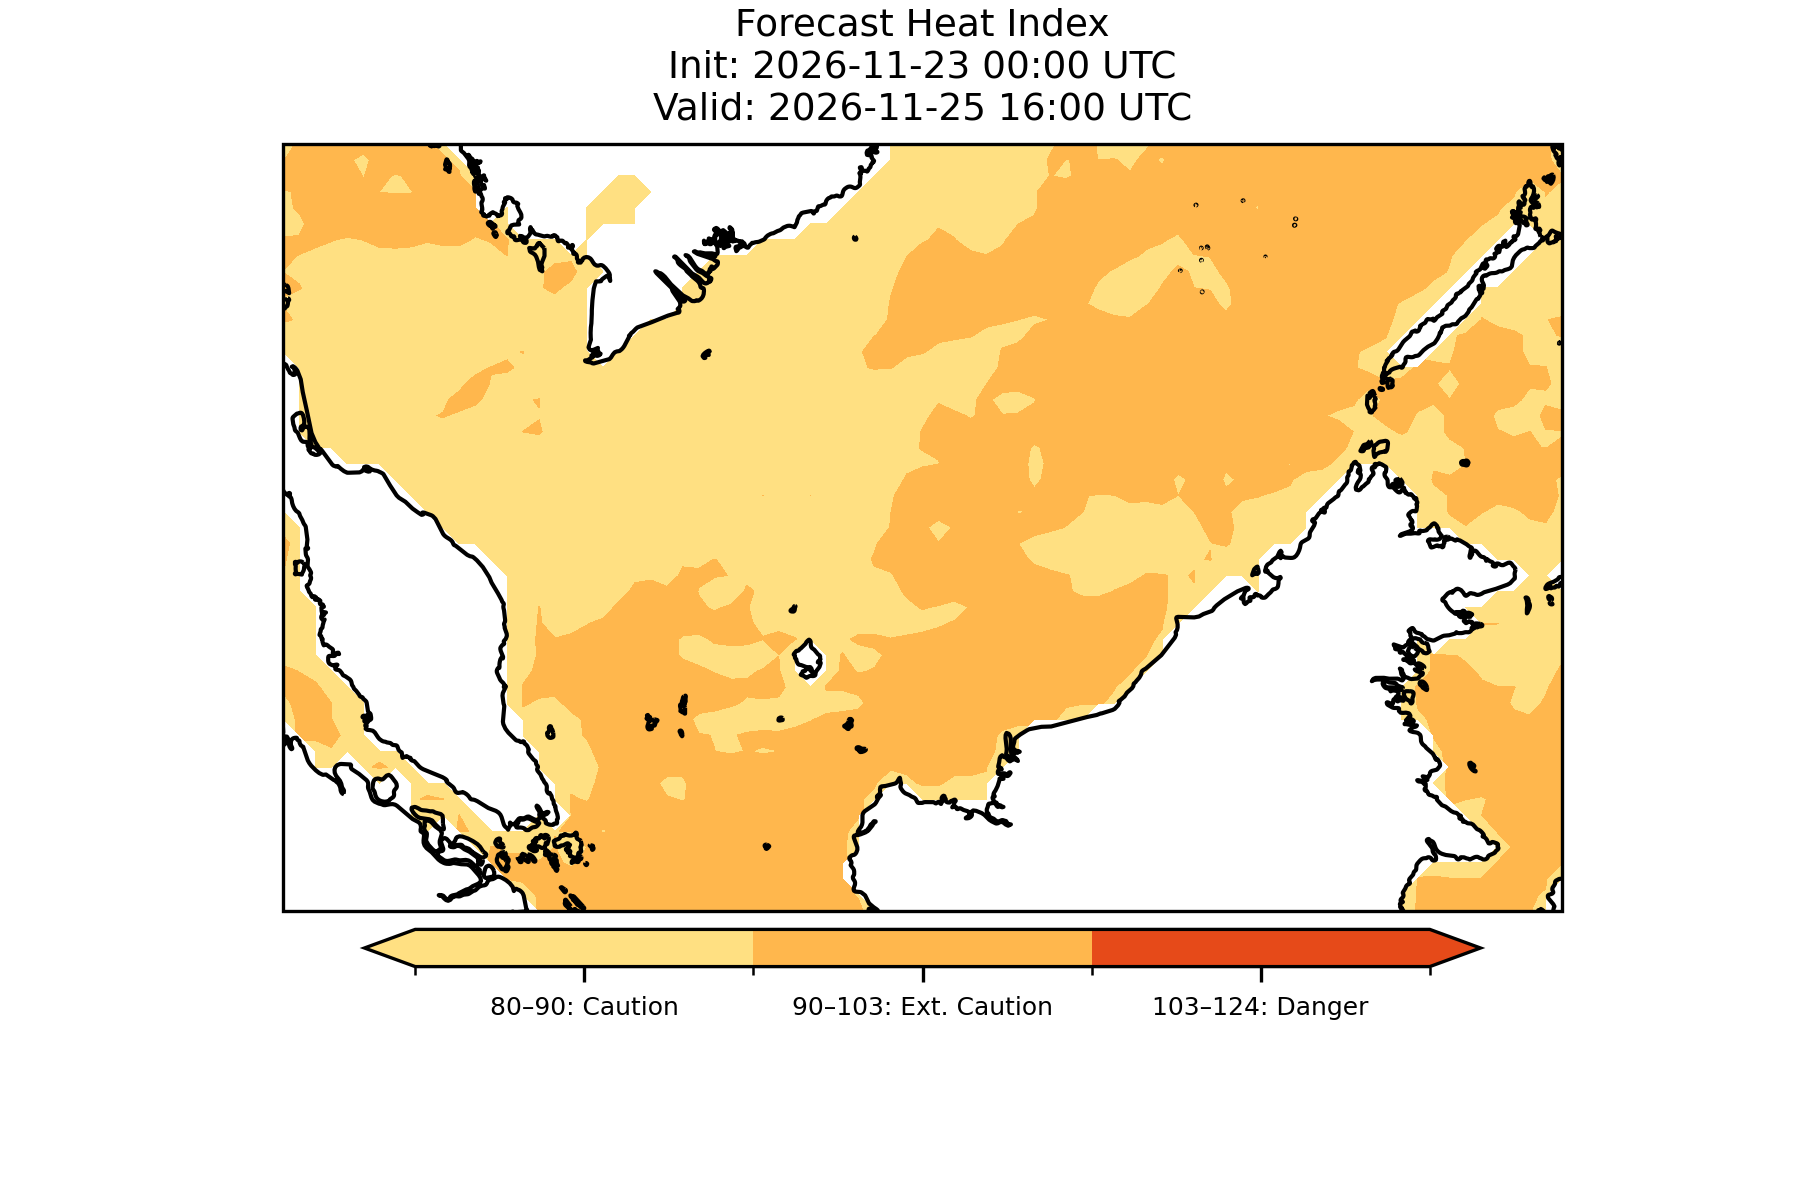 Forecast Heat Index
Init: 2026-11-23 00:00 UTC
Valid: 2026-11-25 16:00 UTC
80–90: Caution
90–103: Ext. Caution
103–124: Danger